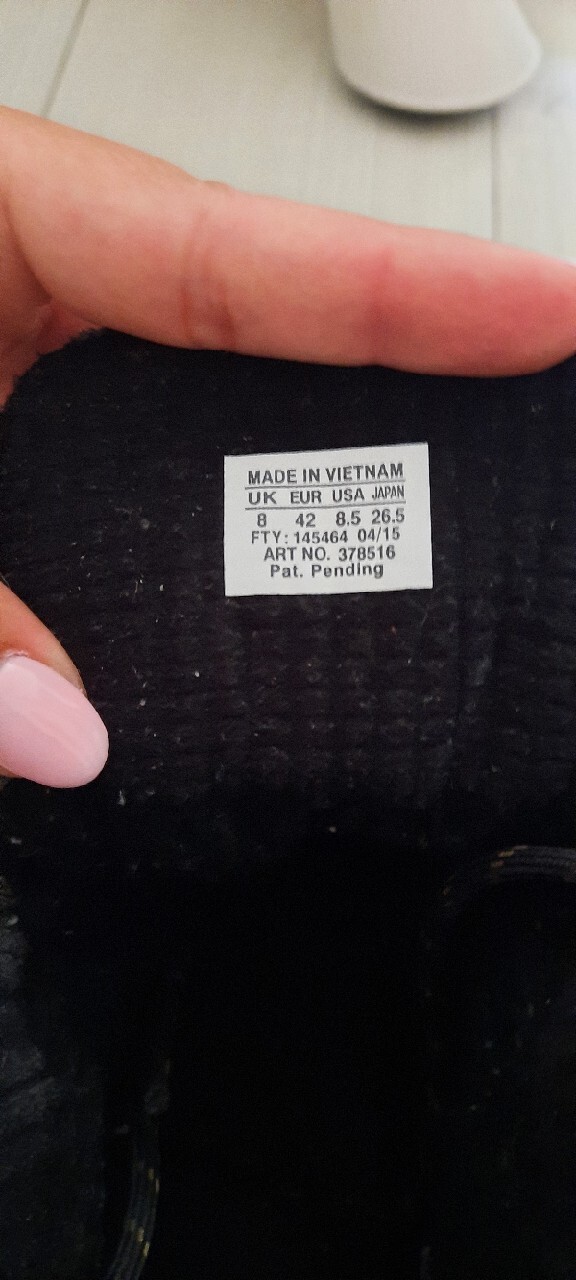 MADE IN VIETNAM
UK EUR USA JAPAN
8 42 8.5 26.5
FTY: 145464 04/15
ART NO. 378516
Pat. Pending